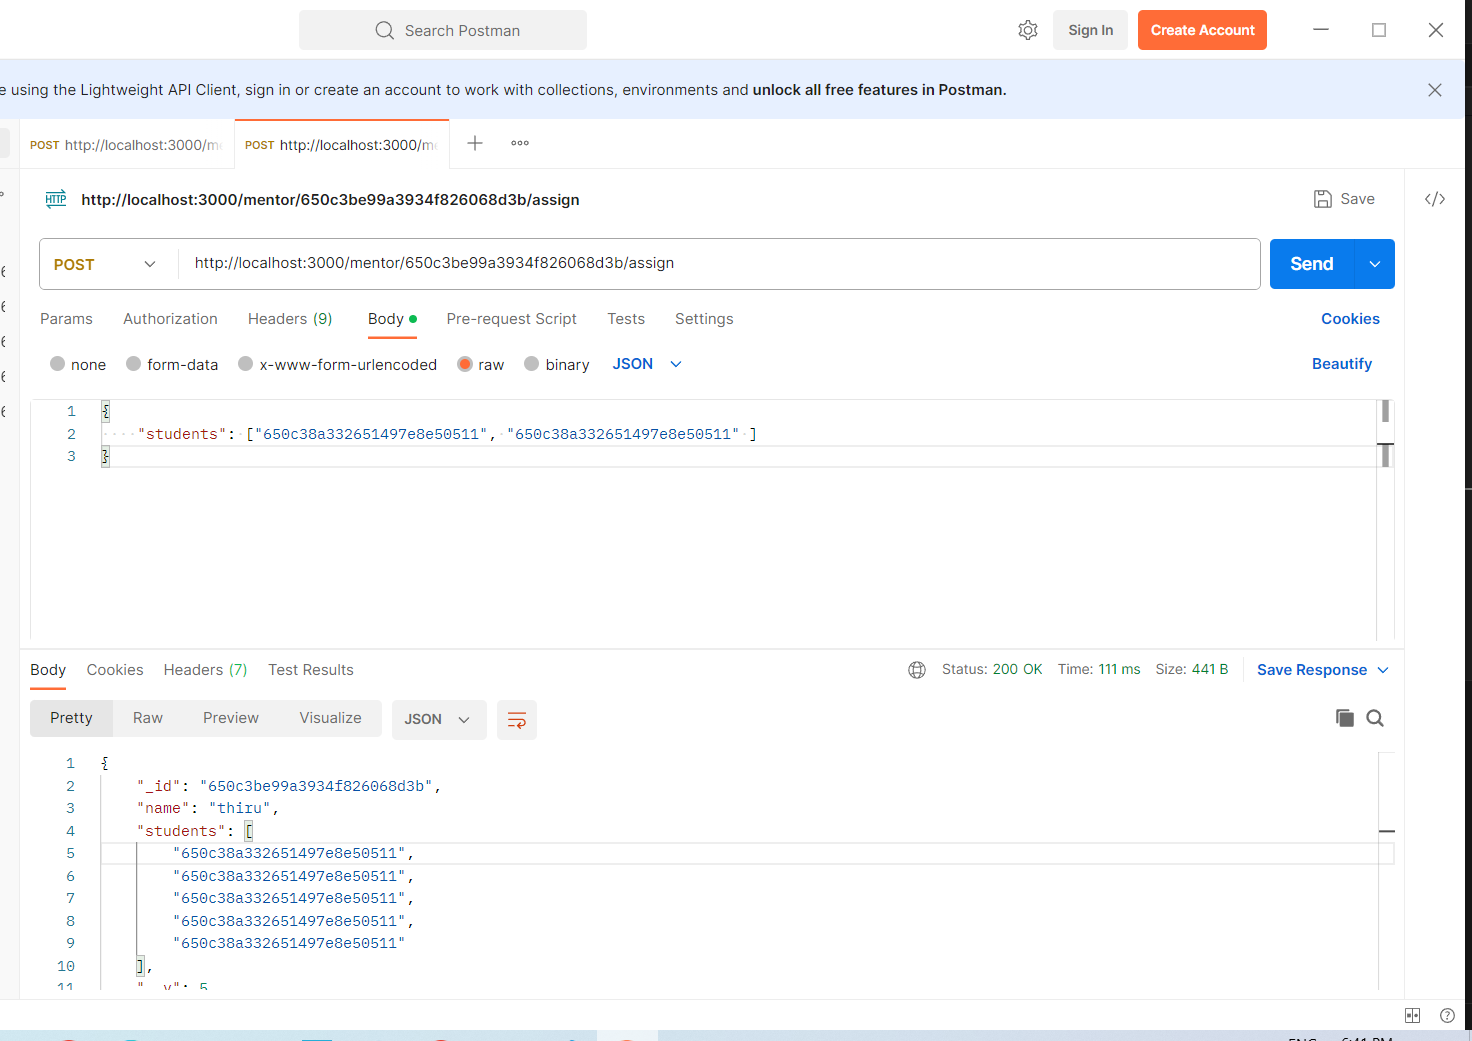 Search Postman
Sign In
Create Account
e using the Lightweight API Client, sign in or create an account to work with collections, environments and unlock all free features in Postman.
POST http://localhost:3000/m
POST http://localhost:3000/m
HTTP http://localhost:3000/mentor/650c3be99a3934f826068d3b/assign
Save
</>
POST http://localhost:3000/mentor/650c3be99a3934f826068d3b/assign
Send
Params Authorization Headers (9) Body Pre-request Script Tests Settings Cookies
none form-data x-www-form-urlencoded raw binary JSON Beautify
1 {
2 "students": ["650c38a332651497e8e50511", "650c38a332651497e8e50511" ]
3 }
Body Cookies Headers (7) Test Results Status: 200 OK Time: 111 ms Size: 441 B Save Response
Pretty Raw Preview Visualize JSON
1 {
2 "_id": "650c3be99a3934f826068d3b",
3 "name": "thiru",
4 "students": [
5 "650c38a332651497e8e50511",
6 "650c38a332651497e8e50511",
7 "650c38a332651497e8e50511",
8 "650c38a332651497e8e50511",
9 "650c38a332651497e8e50511"
10 ],
11 "__v": 5